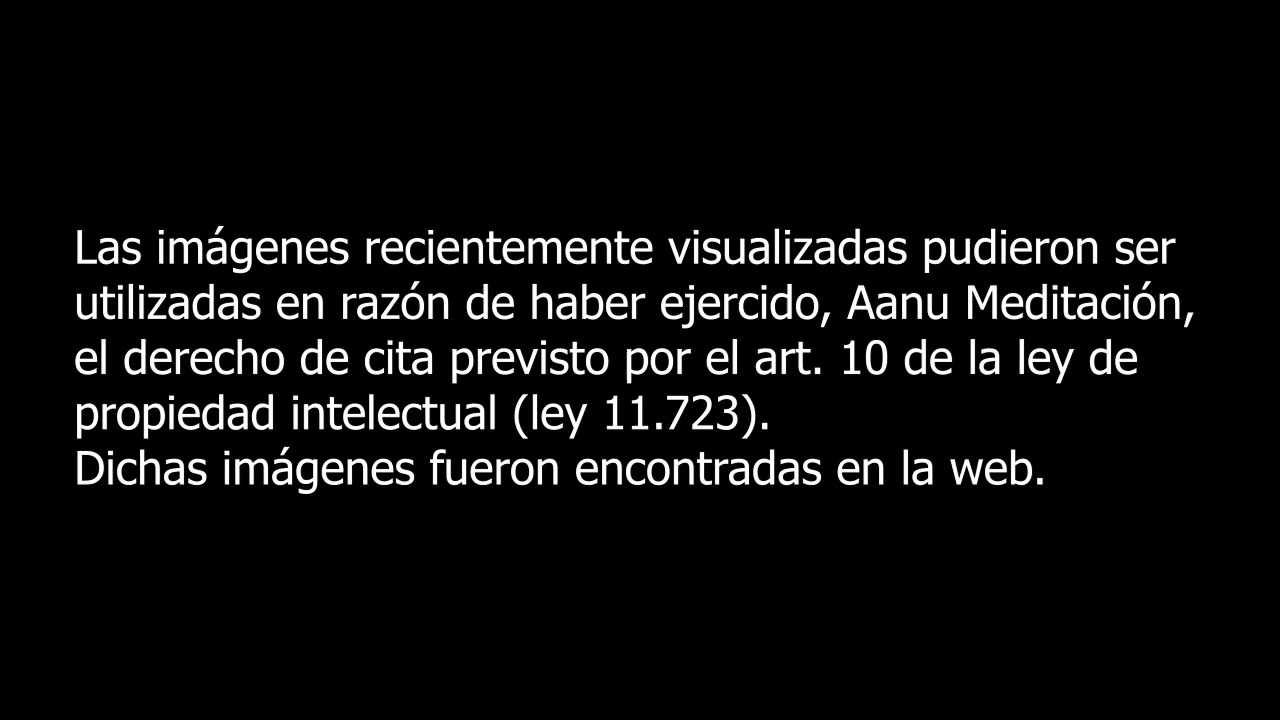 Las imágenes recientemente visualizadas pudieron ser
utilizadas en razón de haber ejercido, Aanu Meditación,
el derecho de cita previsto por el art. 10 de la ley de
propiedad intelectual (ley 11.723).
Dichas imágenes fueron encontradas en la web.